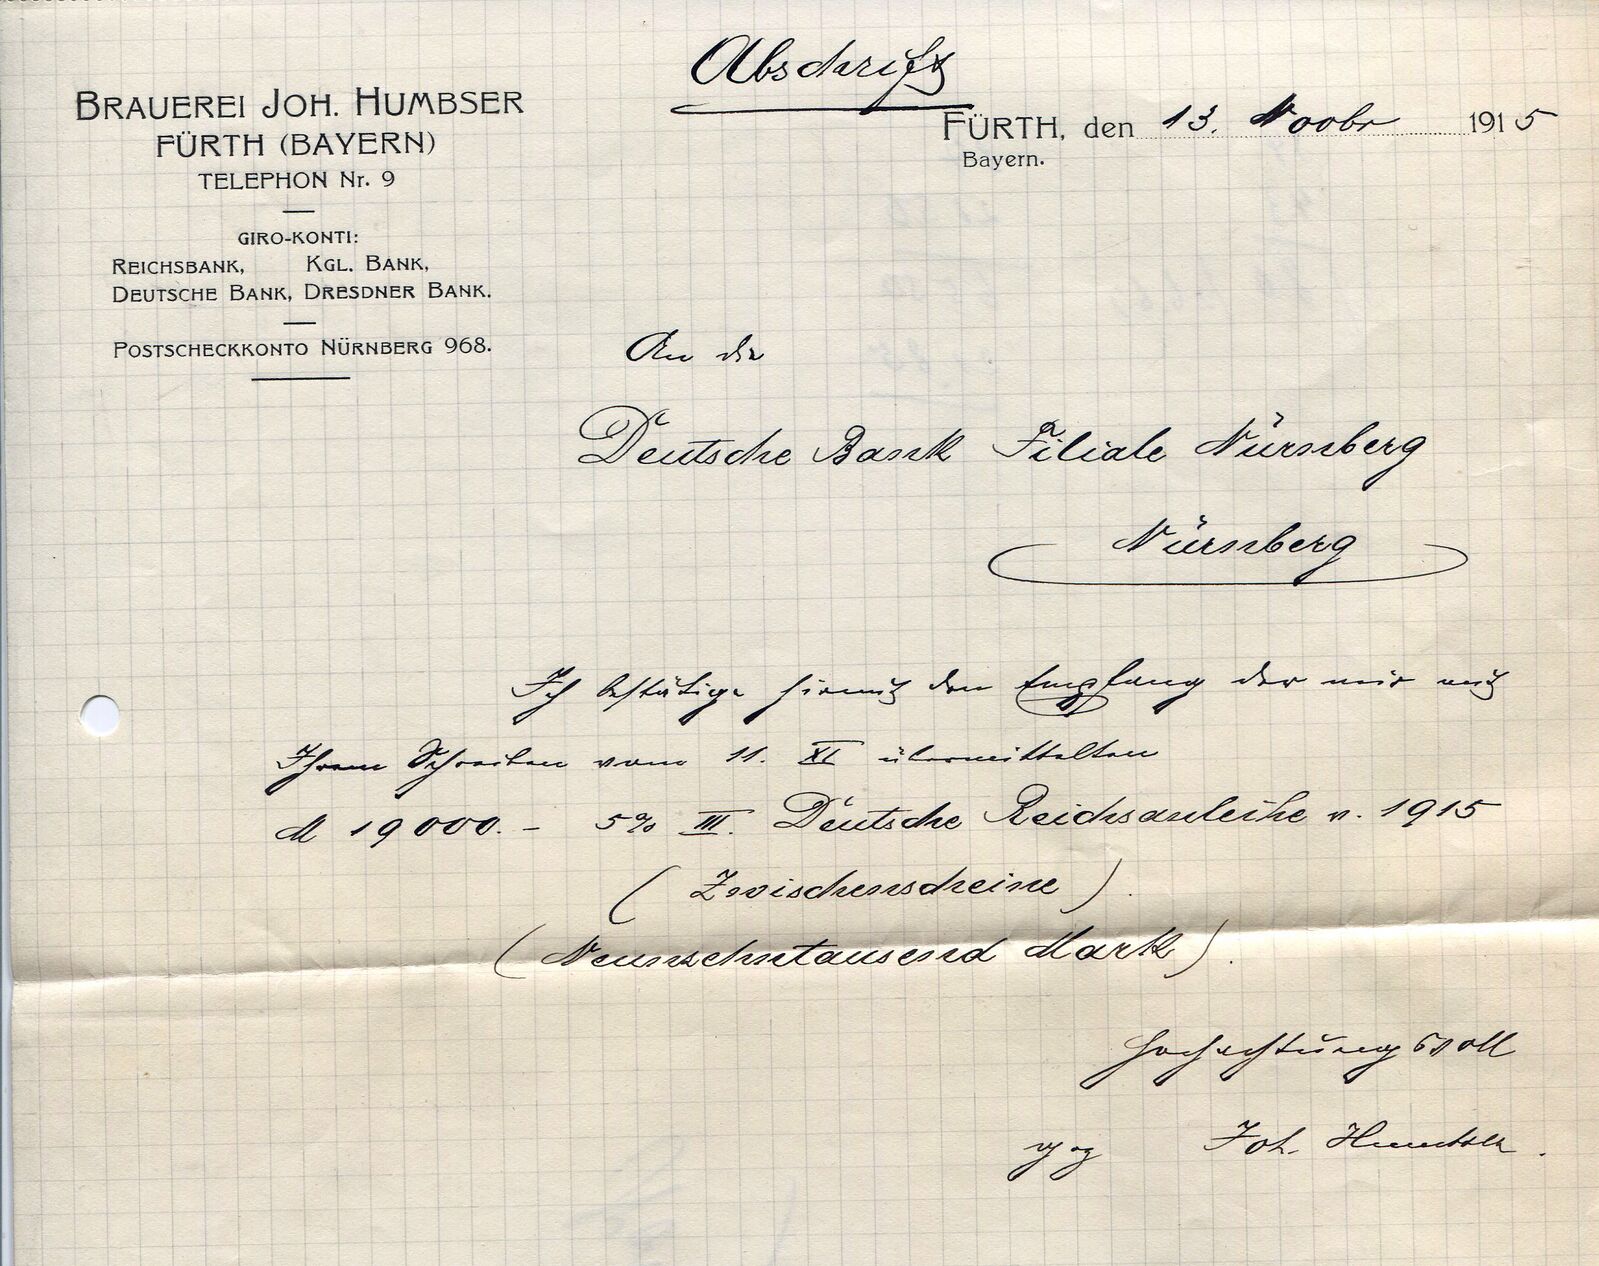 Abschrift
BRAUEREI JOH. HUMBSER
FÜRTH (BAYERN)
TELEPHON Nr. 9
GIRO-KONTI:
REICHSBANK, KGL. BANK,
DEUTSCHE BANK, DRESDNER BANK.
POSTSCHECKKONTO NÜRNBERG 968.
FÜRTH, den 13. Novbr 1915
Bayern.
An die
Deutsche Bank Filiale Nürnberg
Nürnberg
Ich bestätige hiermit den Empfang der mir mit
Ihrem Schreiben vom 11. XI übermittelten
M 19000.- 5% III. Deutsche Reichsanleihe v. 1915
(Zwischenscheine).
(Neunzehntausend Mark).
Hochachtungsvoll
gez Joh. Humbser.